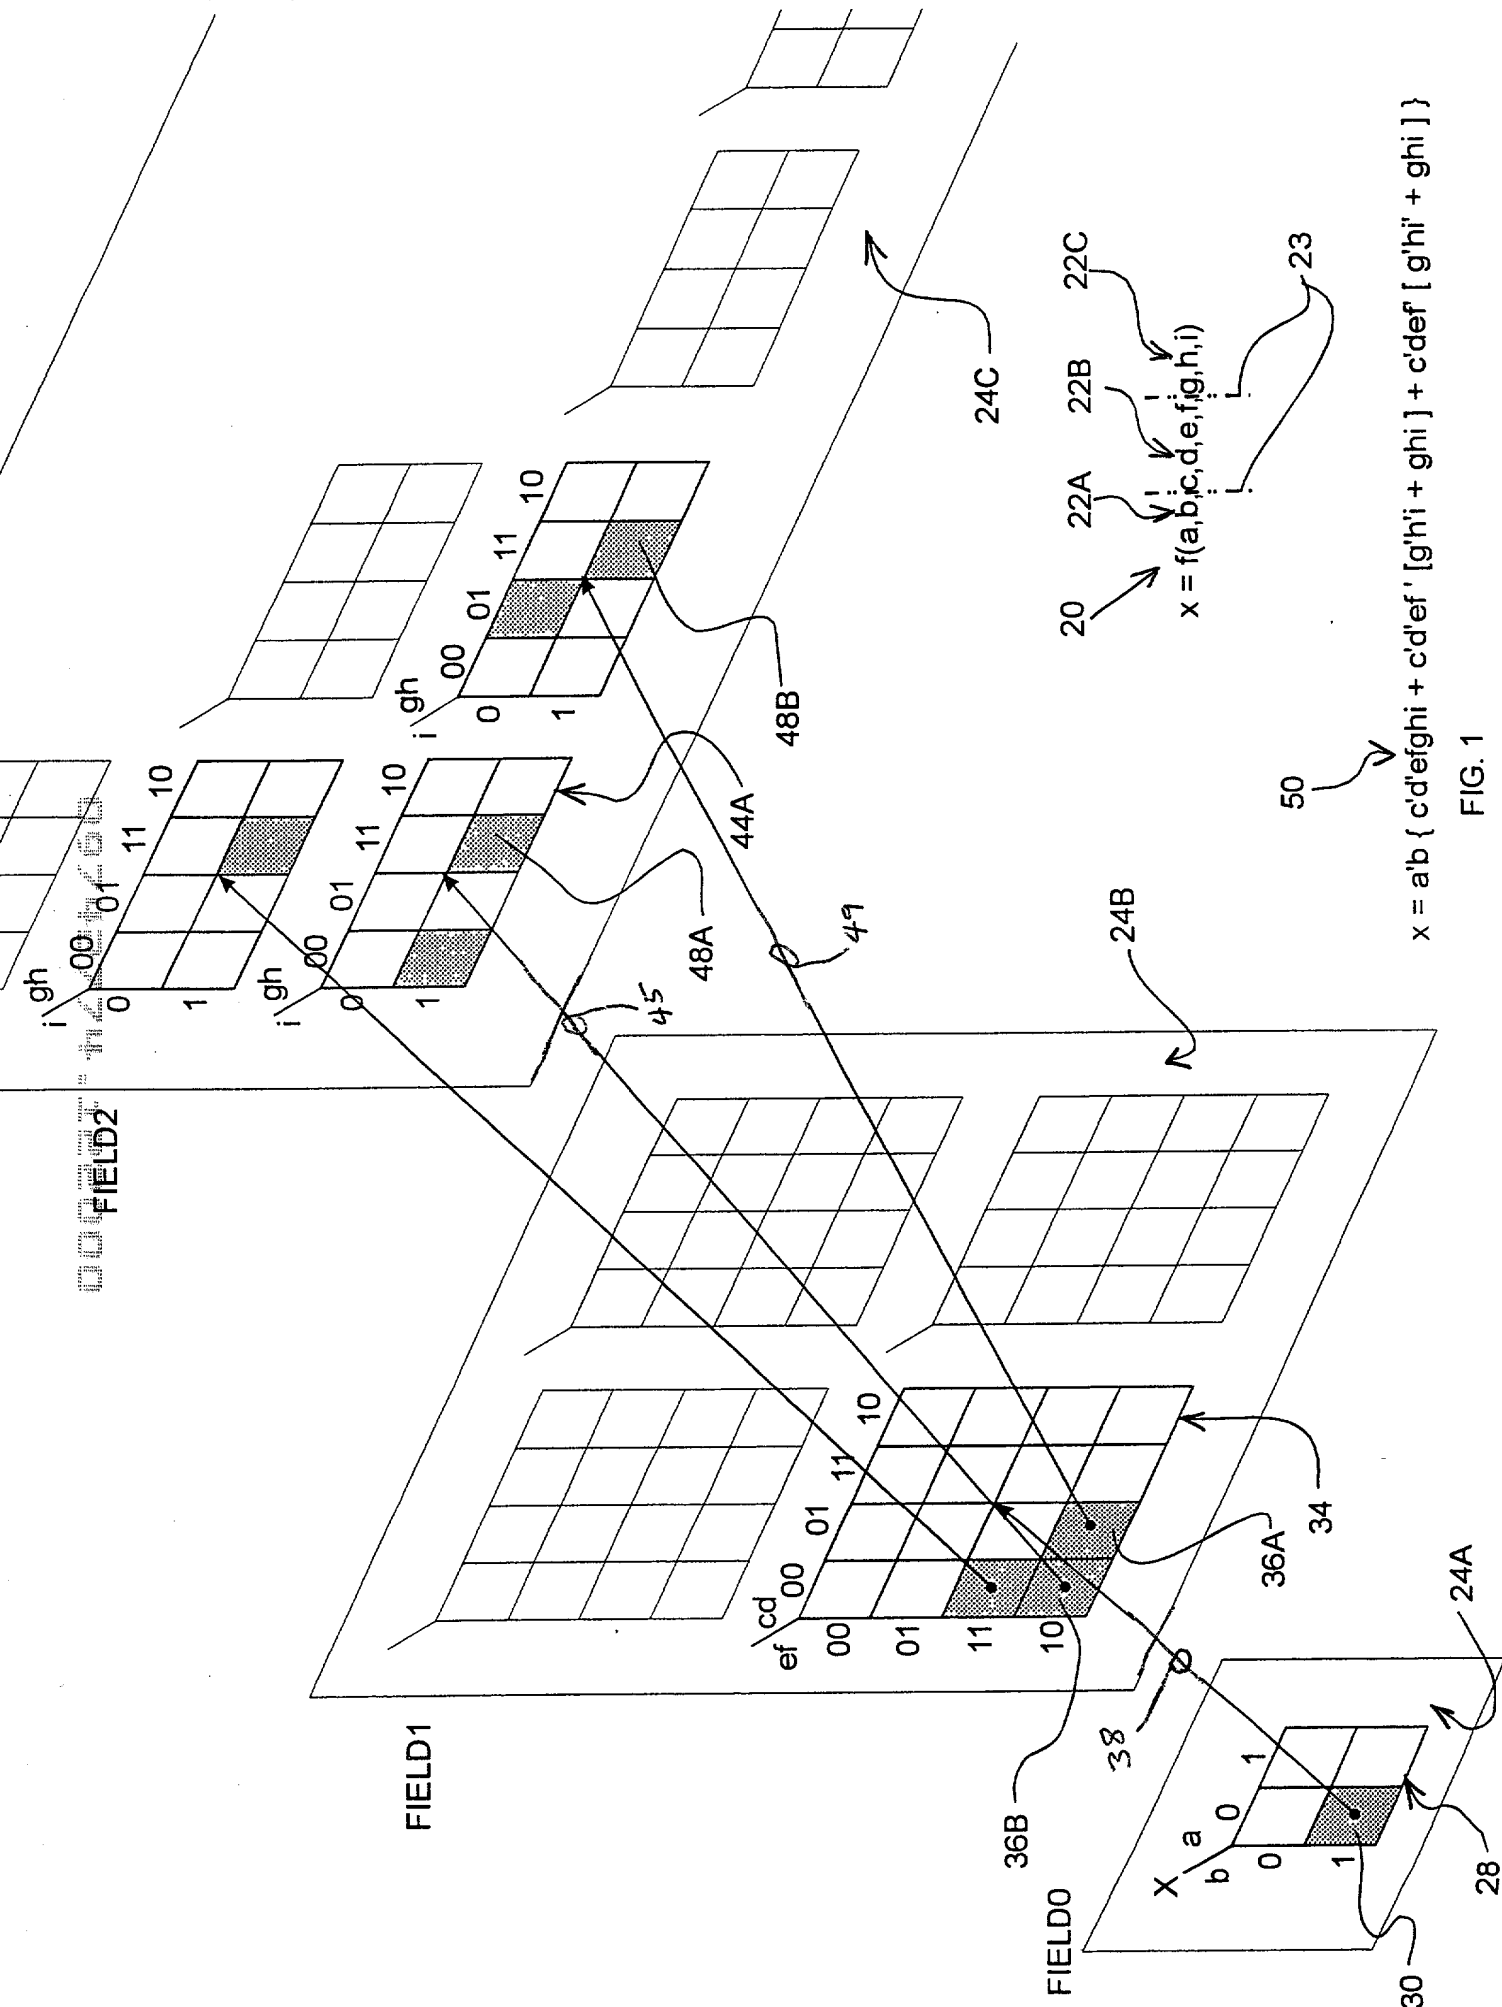 FIELD2
i gh
00 01 11 10
0
1
i gh
00 01 11 10
0
1
i gh
00 01 11 10
0
1
44A
48A
48B
45
49
24C
FIELD1
ef cd
00 01 11 10
00
01
11
10
24B
34
36A
36B
38
FIELD0
X
b a
0 1
0
1
24A
28
30
20
22A 22B 22C
x = f(a,b,c,d,e,f,g,h,i)
23
50
x = a'b { c'd'efghi + c'd'ef ' [g'h'i + ghi ] + c'def' [ g'hi' + ghi ] }
FIG. 1